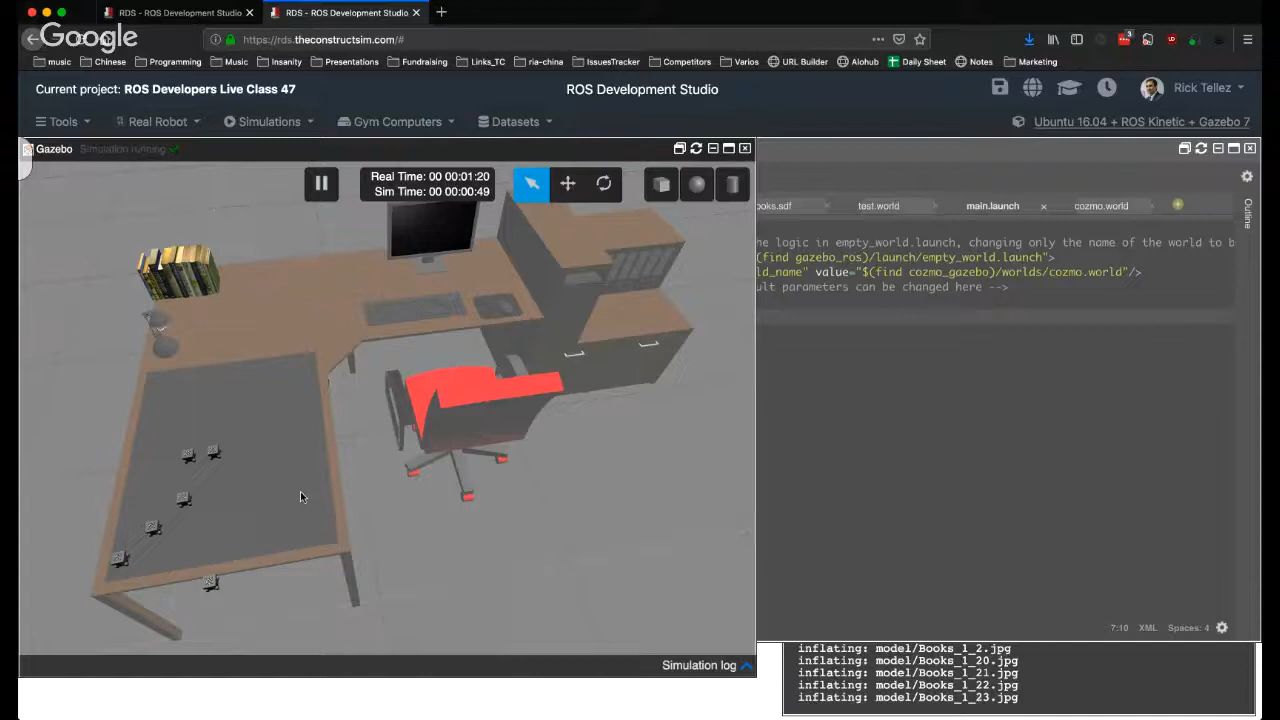 RDS - ROS Development Studio
RDS - ROS Development Studio
Google
https://rds.theconstructsim.com/#
3
music
Chinese
Programming
Music
Insanity
Presentations
Fundraising
Links_TC
ria-china
IssuesTracker
Competitors
Varios
URL Builder
Alohub
Daily Sheet
Notes
Marketing
Current project: ROS Developers Live Class 47
ROS Development Studio
Rick Tellez
Tools
Real Robot
Simulations
Gym Computers
Datasets
Ubuntu 16.04 + ROS Kinetic + Gazebo 7
Gazebo Simulation running
Real Time: 00 00:01:20
Sim Time: 00 00:00:49
ooks.sdf
test.world
main.launch
cozmo.world
Outline
he logic in empty_world.launch, changing only the name of the world to b
(find gazebo_ros)/launch/empty_world.launch">
ld_name" value="$(find cozmo_gazebo)/worlds/cozmo.world"/>
ult parameters can be changed here -->
7:10 XML Spaces: 4
Simulation log
inflating: model/Books_1_2.jpg
inflating: model/Books_1_20.jpg
inflating: model/Books_1_21.jpg
inflating: model/Books_1_22.jpg
inflating: model/Books_1_23.jpg